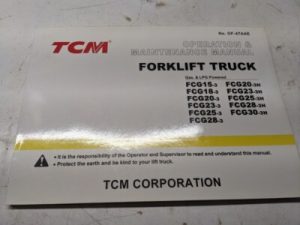 No. OF-4TAAB
TCM
OPERATION &
MAINTENANCE MANUAL
FORKLIFT TRUCK
Gas. & LPG Powered
FCG15-3 FCG20-3H
FCG18-3 FCG23-3H
FCG20-3 FCG25-3H
FCG23-3 FCG28-3H
FCG25-3 FCG30-3H
FCG28-3
• It is the responsibility of the Operator and Supervisor to read and understand this manual.
• Protect the earth and be kind to your lift truck.
TCM CORPORATION